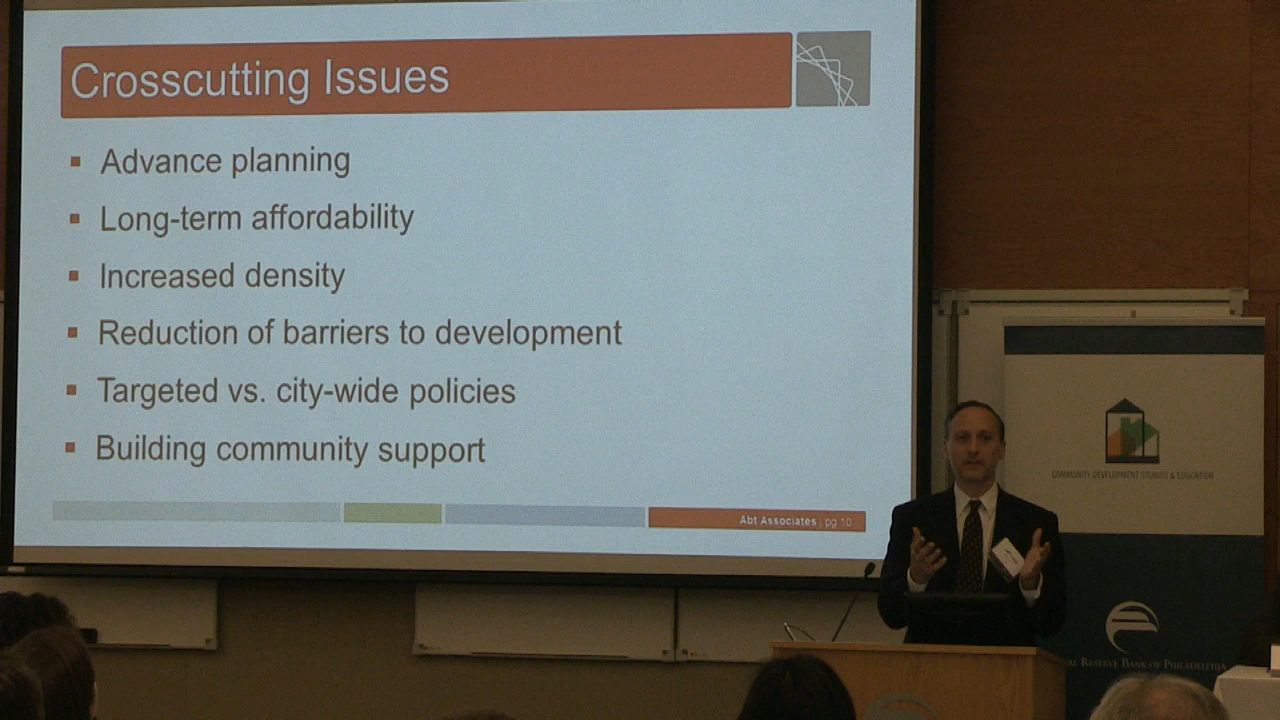 Crosscutting Issues
Advance planning
Long-term affordability
Increased density
Reduction of barriers to development
Targeted vs. city-wide policies
Building community support
Abt Associates | pg 10
COMMUNITY DEVELOPMENT STUDIES & EDUCATION
RESERVE BANK OF PHILADELPHIA